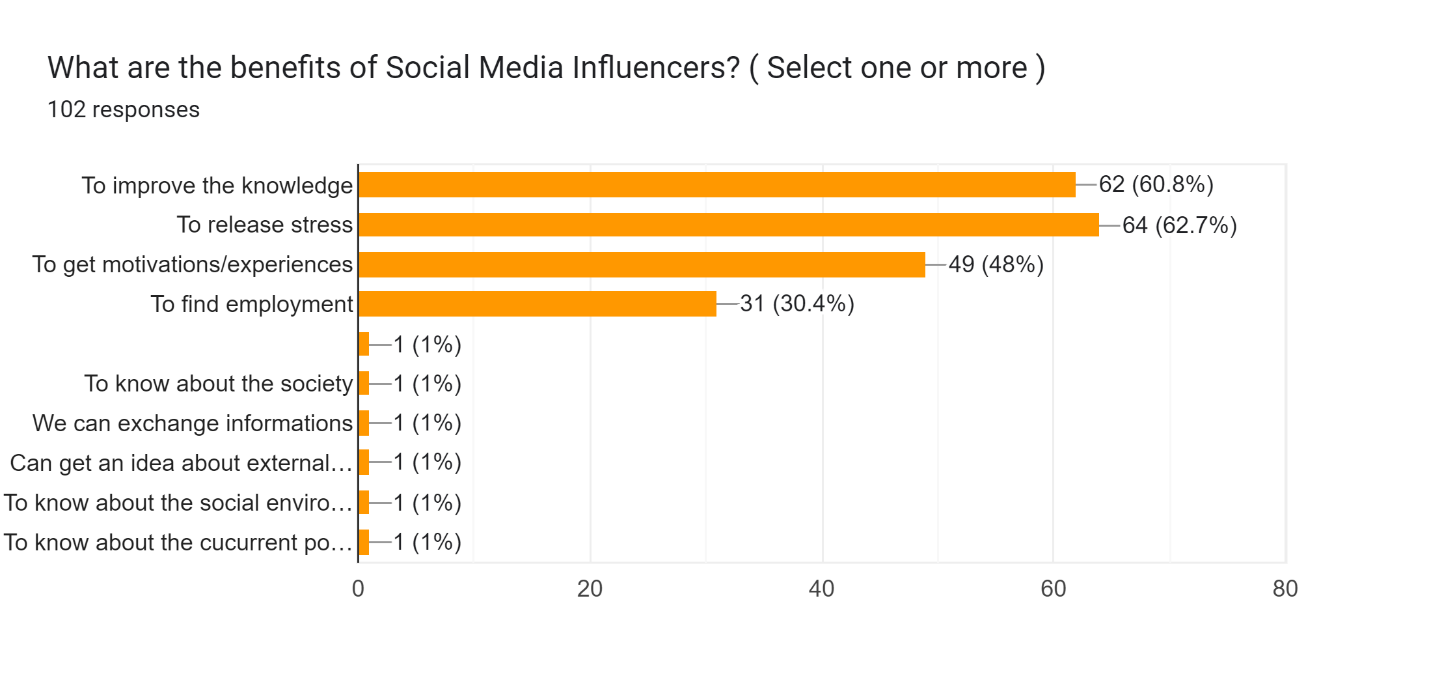 What are the benefits of Social Media Influencers? ( Select one or more )
102 responses
To improve the knowledge 62 (60.8%)
To release stress 64 (62.7%)
To get motivations/experiences 49 (48%)
To find employment 31 (30.4%)
1 (1%)
To know about the society 1 (1%)
We can exchange informations 1 (1%)
Can get an idea about external… 1 (1%)
To know about the social enviro… 1 (1%)
To know about the cucurrent po… 1 (1%)
0 20 40 60 80